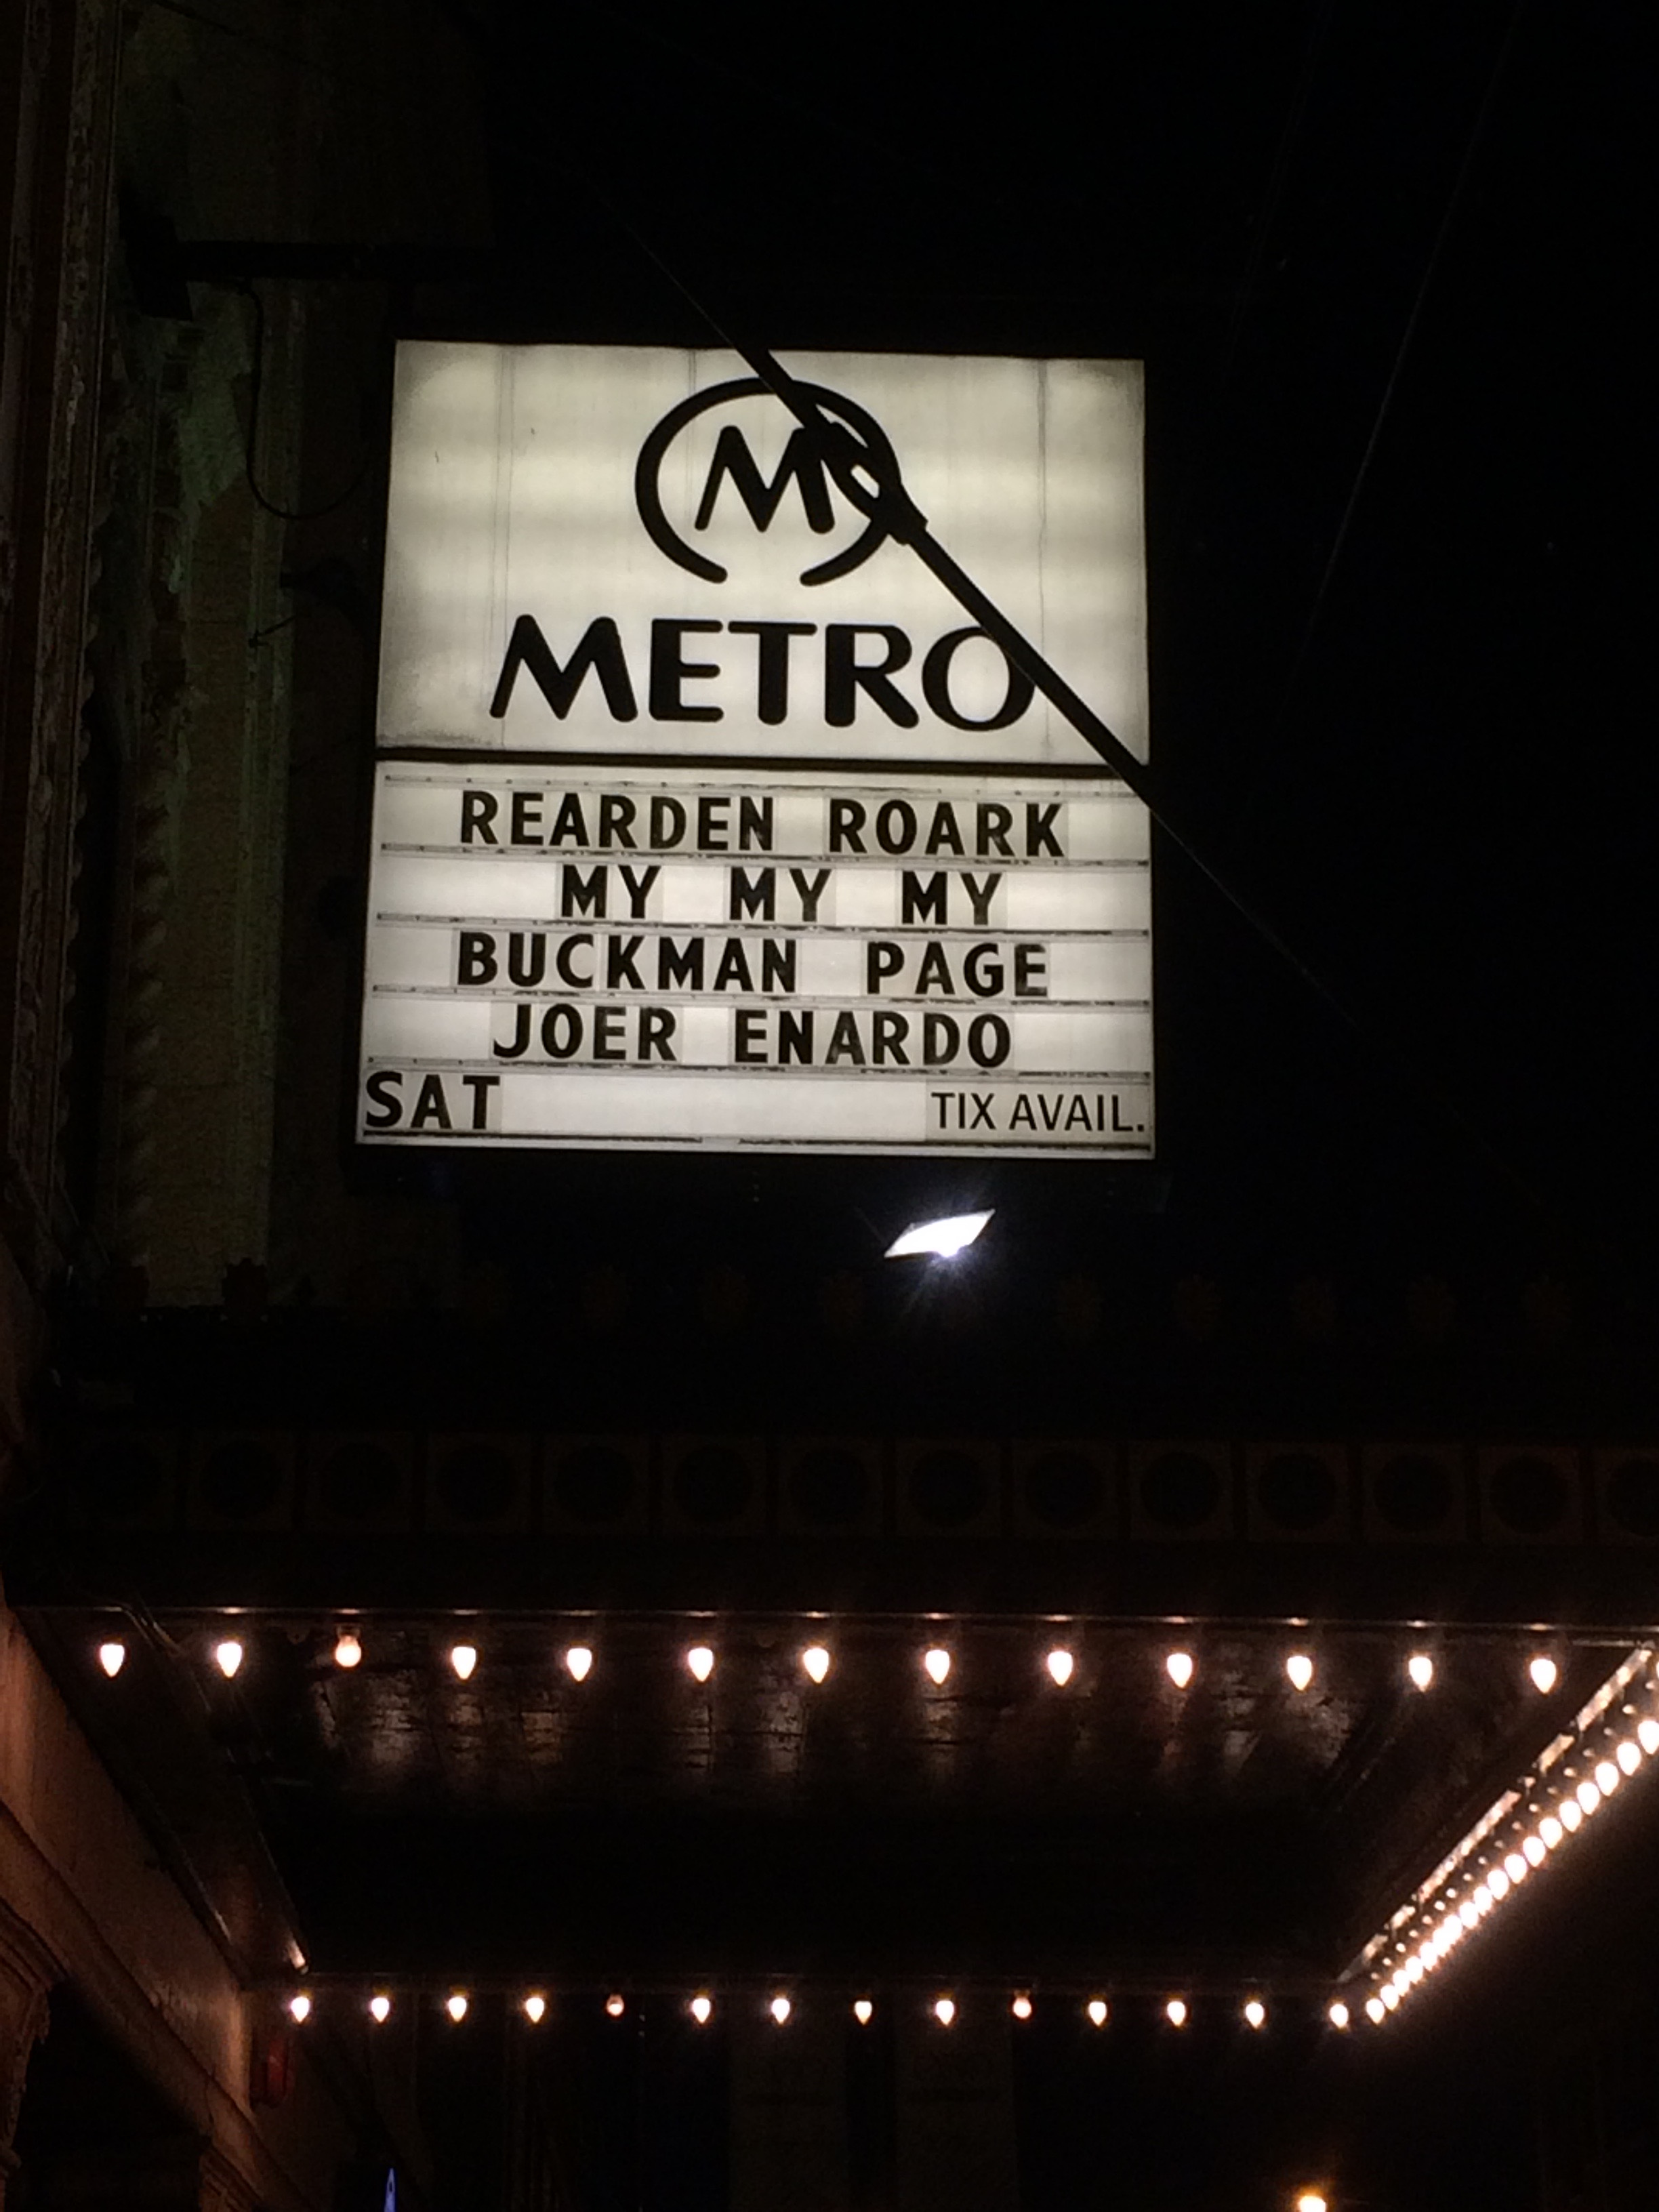 M
METRO
REARDEN ROARK
MY MY MY
BUCKMAN PAGE
JOER ENARDO
SAT TIX AVAIL.